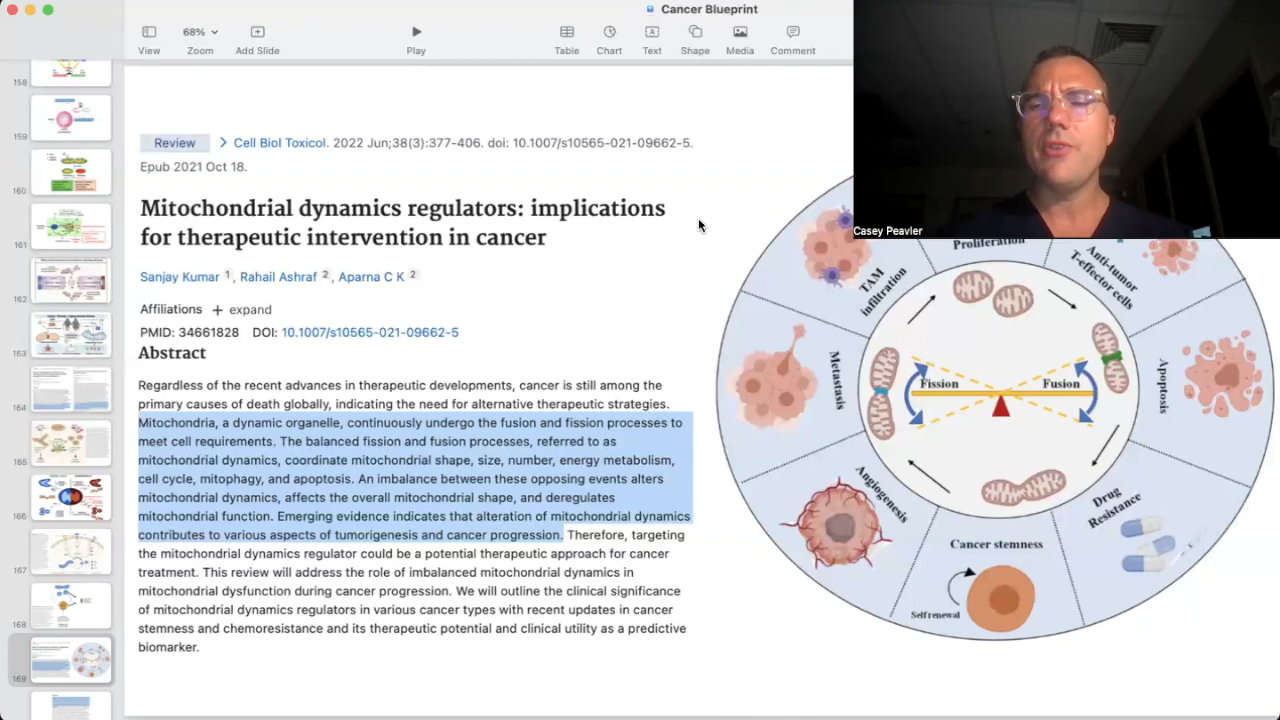 Cancer Blueprint
68%
View
Zoom
Add Slide
Play
Table
Chart
Text
Shape
Media
Comment
158
159
160
161
162
163
164
165
166
167
168
169
Review
Cell Biol Toxicol. 2022 Jun;38(3):377-406. doi: 10.1007/s10565-021-09662-5.
Epub 2021 Oct 18.
Mitochondrial dynamics regulators: implications
for therapeutic intervention in cancer
Sanjay Kumar 1, Rahail Ashraf 2, Aparna C K 2
Affiliations + expand
PMID: 34661828 DOI: 10.1007/s10565-021-09662-5
Abstract
Regardless of the recent advances in therapeutic developments, cancer is still among the
primary causes of death globally, indicating the need for alternative therapeutic strategies.
Mitochondria, a dynamic organelle, continuously undergo the fusion and fission processes to
meet cell requirements. The balanced fission and fusion processes, referred to as
mitochondrial dynamics, coordinate mitochondrial shape, size, number, energy metabolism,
cell cycle, mitophagy, and apoptosis. An imbalance between these opposing events alters
mitochondrial dynamics, affects the overall mitochondrial shape, and deregulates
mitochondrial function. Emerging evidence indicates that alteration of mitochondrial dynamics
contributes to various aspects of tumorigenesis and cancer progression. Therefore, targeting
the mitochondrial dynamics regulator could be a potential therapeutic approach for cancer
treatment. This review will address the role of imbalanced mitochondrial dynamics in
mitochondrial dysfunction during cancer progression. We will outline the clinical significance
of mitochondrial dynamics regulators in various cancer types with recent updates in cancer
stemness and chemoresistance and its therapeutic potential and clinical utility as a predictive
biomarker.
Casey Peavler
Proliferation
Anti-tumor
T-effector cells
TAM
infiltration
Fission
Fusion
Metastasis
Apoptosis
Angiogenesis
Drug
Resistance
Cancer stemness
Self renewal